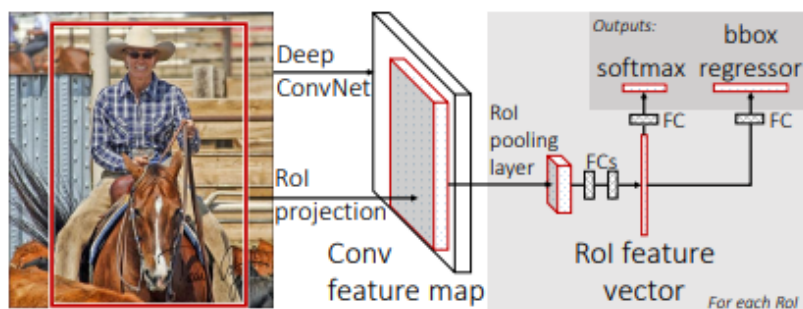 Deep
ConvNet
RoI
projection
Conv
feature map
RoI
pooling
layer
FCs
Outputs:
softmax
bbox
regressor
FC
FC
RoI feature
vector
For each RoI